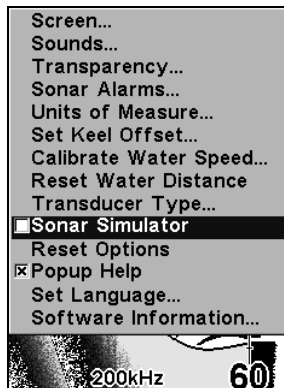 Screen...
Sounds...
Transparency...
Sonar Alarms...
Units of Measure...
Set Keel Offset...
Calibrate Water Speed...
Reset Water Distance
Transducer Type...
Sonar Simulator
Reset Options
Popup Help
Set Language...
Software Information...
200kHz 60